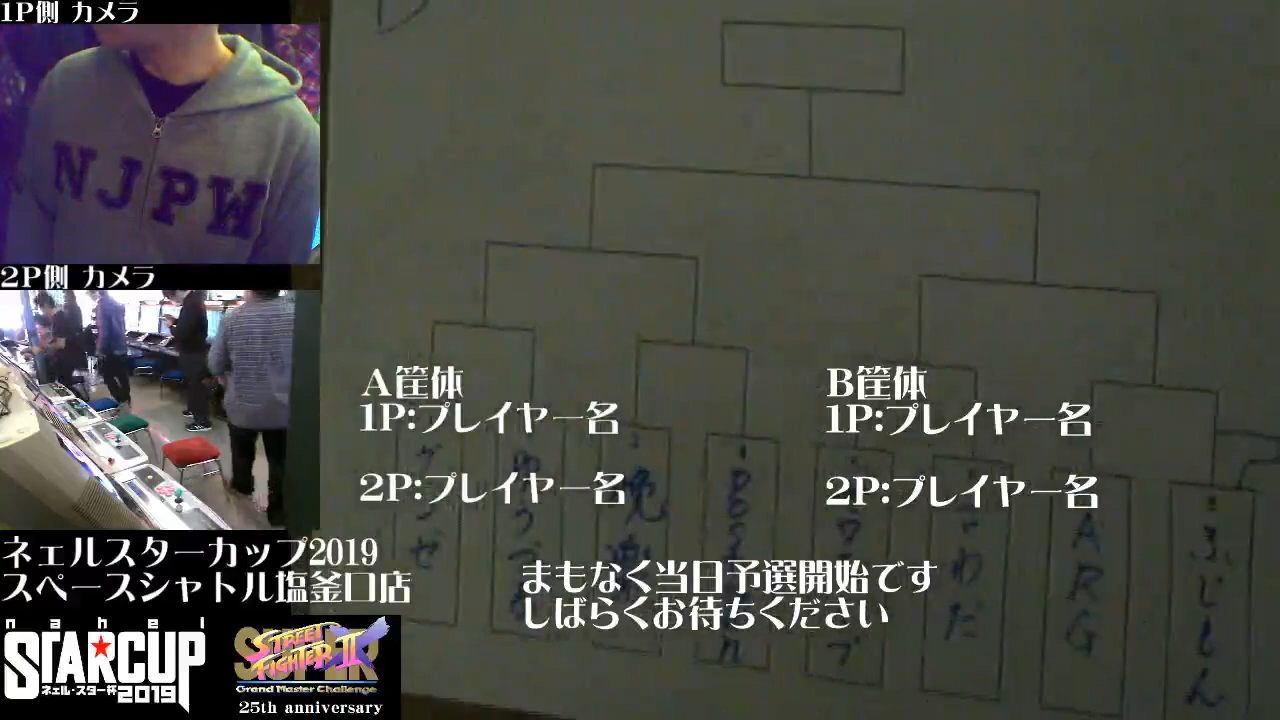 1P側 カメラ
NJPW
2P側 カメラ
A筐体
1P:プレイヤー名
2P:プレイヤー名
B筐体
1P:プレイヤー名
2P:プレイヤー名
まもなく当日予選開始です
しばらくお待ちください
ARG
ふじもん
ネェルスターカップ2019
スペースシャトル塩釜口店
nahel
STARCUP
ネェル・スター杯2019
SUPER
STREET FIGHTER II X
Grand Master Challenge
25th anniversary